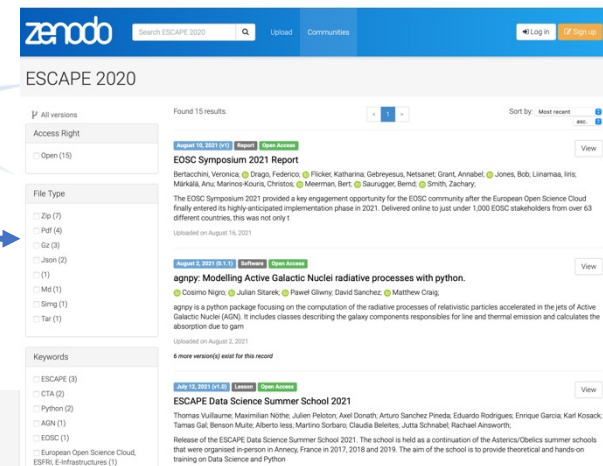 zenodo
Search ESCAPE 2020
Upload
Communities
Log in
Sign up
ESCAPE 2020
All versions
Access Right
Open (15)
File Type
Zip (7)
Pdf (4)
Gz (3)
Json (2)
(1)
Md (1)
Simg (1)
Tar (1)
Keywords
ESCAPE (3)
CTA (2)
Python (2)
AGN (1)
EOSC (1)
European Open Science Cloud,
ESFRI, E-Infrastructures (1)
Found 15 results.
< 1 >
Sort by: Most recent
asc.
August 10, 2021 (v1) Report Open Access
View
EOSC Symposium 2021 Report
Bertacchini, Veronica; Drago, Federico; Flicker, Katharina; Gebreyesus, Netsanet; Grant, Annabel; Jones, Bob; Liinamaa, Iiris;
Märkälä, Anu; Marinos-Kouris, Christos; Meerman, Bert; Saurugger, Bernd; Smith, Zachary;
The EOSC Symposium 2021 provided a key engagement opportunity for the EOSC community after the European Open Science Cloud
finally entered its highly-anticipated implementation phase in 2021. Delivered online to just under 1,000 EOSC stakeholders from over 63
different countries, this was not only t
Uploaded on August 16, 2021
August 2, 2021 (0.1.1) Software Open Access
View
agnpy: Modelling Active Galactic Nuclei radiative processes with python.
Cosimo Nigro; Julian Sitarek; Pawel Gliwny; David Sanchez; Matthew Craig;
agnpy is a python package focusing on the computation of the radiative processes of relativistic particles accelerated in the jets of Active
Galactic Nuclei (AGN). It includes classes describing the galaxy components responsible for line and thermal emission and calculates the
absorption due to gam
Uploaded on August 2, 2021
6 more version(s) exist for this record
July 12, 2021 (v1.0) Lesson Open Access
View
ESCAPE Data Science Summer School 2021
Thomas Vuillaume; Maximilian Nöthe; Julien Peloton; Axel Donath; Arturo Sanchez Pineda; Eduardo Rodrigues; Enrique Garcia; Karl Kosack;
Tamas Gal; Benson Muite; Alberto Iess; Martino Sorbaro; Claudia Beleites; Jutta Schnabel; Rachael Ainsworth;
Release of the ESCAPE Data Science Summer School 2021. The school is held as a continuation of the Asterics/Obelics summer schools
that were organised in-person in Annecy, France in 2017, 2018 and 2019. The aim of the school is to provide theoretical and hands-on
training on Data Science and Python